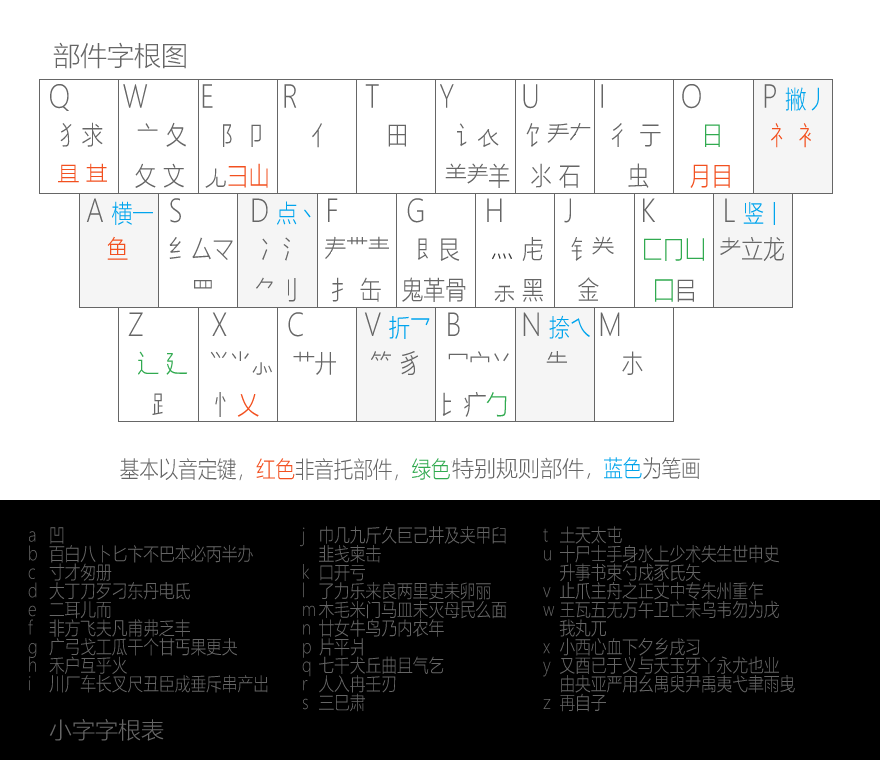 部件字根图
Q W E R T Y U I O P 撇丿
犭求 亠 夂 阝 卩 亻 田 讠 𧘇 饣 龵 𠂇 彳 亍 日 礻 衤
且 其 攵 文 彐山 羊 氺 石 虫 月目
A 横一 S D 点丶 F G H J K L 竖丨
鱼 纟 厶マ 冫 氵 龶 艮 灬 虍 钅 匚冂凵 耂立龙
罒 刂 扌 缶 鬼革骨 黑 金 囗㠯
Z X C V 折乛 B N 捺㇏ M
辶 廴 艹廾 ⺮ 豸 冖宀丷 朩
忄 乂 疒勹
基本以音定键，红色非音托部件，绿色特别规则部件，蓝色为笔画
a 凹
b 百白八卜匕卞不巴本必丙半办
c 寸才匆册
d 大丁刀歹刁东丹电氐
e 二耳儿而
f 非方飞夫凡甫弗乏丰
g 广弓戈工瓜干个甘丐果更夬
h 禾户互乎火
i 川厂车长叉尺丑臣成垂斥串产出
j 巾几九斤久巨己井及夹甲臼
韭戋柬击
k 口开亏
l 了力乐来良两里吏耒卵丽
m 木毛米门马皿末灭母民么面
n 廿女牛鸟乃内农年
p 片平爿
q 七千犬丘曲且气乞
r 人入冉壬刃
s 三巳肃
t 土天太屯
u 十尸士手身水上少术失生世申史
升事书束勺戍豕氏矢
v 止爪主舟之正丈中专朱州重乍
w 王瓦五无万午卫亡未乌韦勿为戊
我丸兀
x 小西心血下夕乡戌习
y 又酉已于义与夭玉牙丫永尤也业
由央亚严用幺禺臾尹禹夷弋聿雨曳
z 再自子
小字字根表